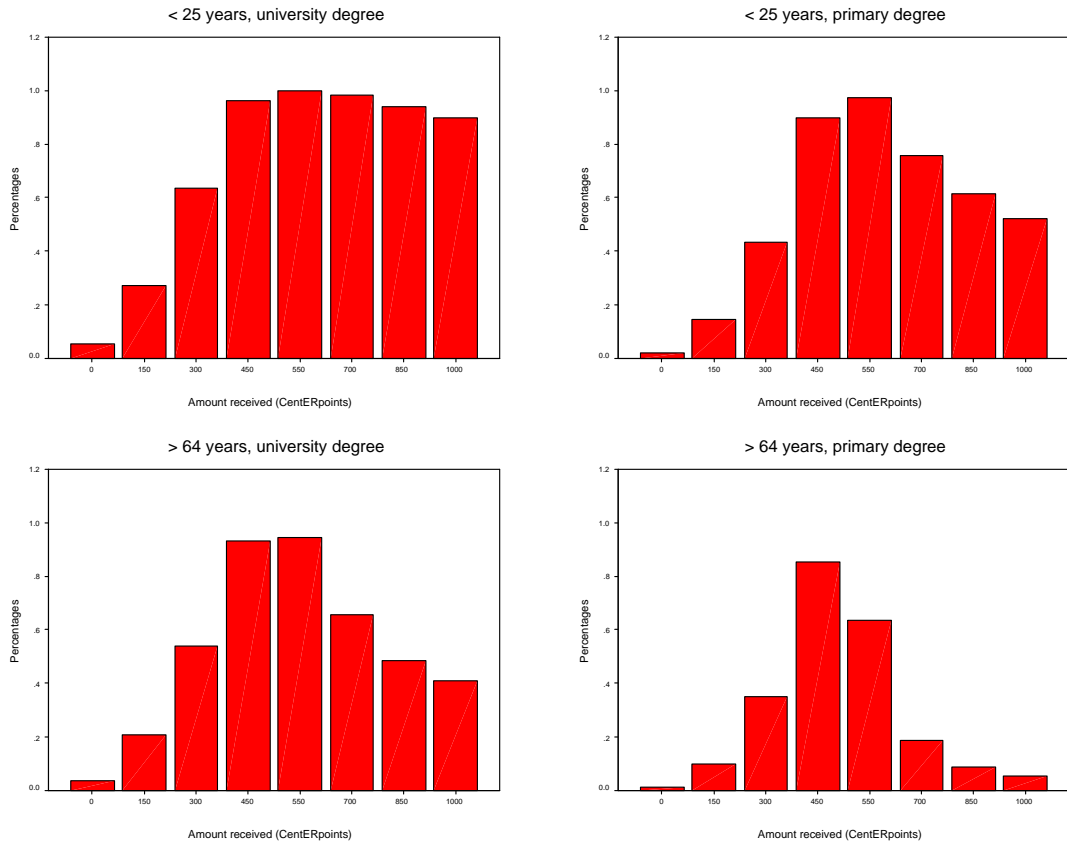 < 25 years, university degree
1.2
1.0
.8
.6
.4
.2
0.0
Percentages
0 150 300 450 550 700 850 1000
Amount received (CentERpoints)
< 25 years, primary degree
1.2
1.0
.8
.6
.4
.2
0.0
Percentages
0 150 300 450 550 700 850 1000
Amount received (CentERpoints)
> 64 years, university degree
1.2
1.0
.8
.6
.4
.2
0.0
Percentages
0 150 300 450 550 700 850 1000
Amount received (CentERpoints)
> 64 years, primary degree
1.2
1.0
.8
.6
.4
.2
0.0
Percentages
0 150 300 450 550 700 850 1000
Amount received (CentERpoints)